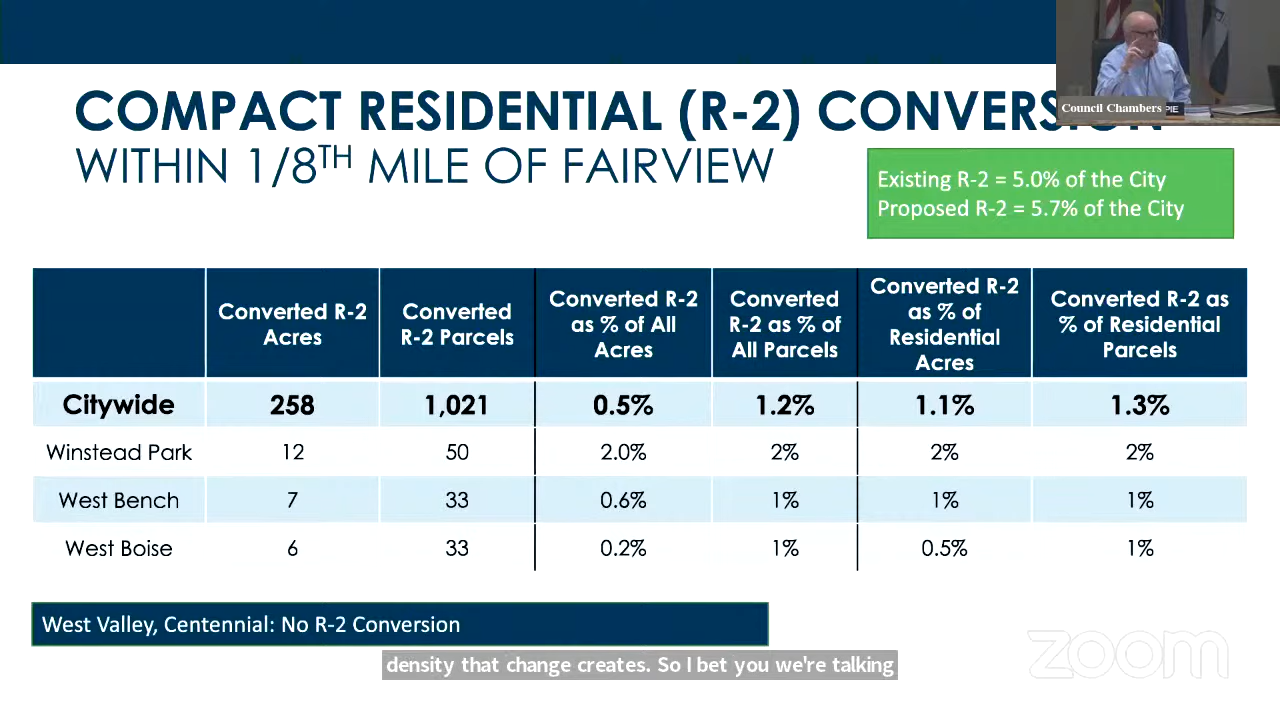 COMPACT RESIDENTIAL (R-2) CONVERSION
WITHIN 1/8TH MILE OF FAIRVIEW
Council Chambers
PIE
Existing R-2 = 5.0% of the City
Proposed R-2 = 5.7% of the City
Converted R-2 Acres
Converted R-2 Parcels
Converted R-2 as % of All Acres
Converted R-2 as % of All Parcels
Converted R-2 as % of Residential Acres
Converted R-2 as % of Residential Parcels
Citywide 258 1,021 0.5% 1.2% 1.1% 1.3%
Winstead Park 12 50 2.0% 2% 2% 2%
West Bench 7 33 0.6% 1% 1% 1%
West Boise 6 33 0.2% 1% 0.5% 1%
West Valley, Centennial: No R-2 Conversion
density that change creates. So I bet you we're talking
zoom